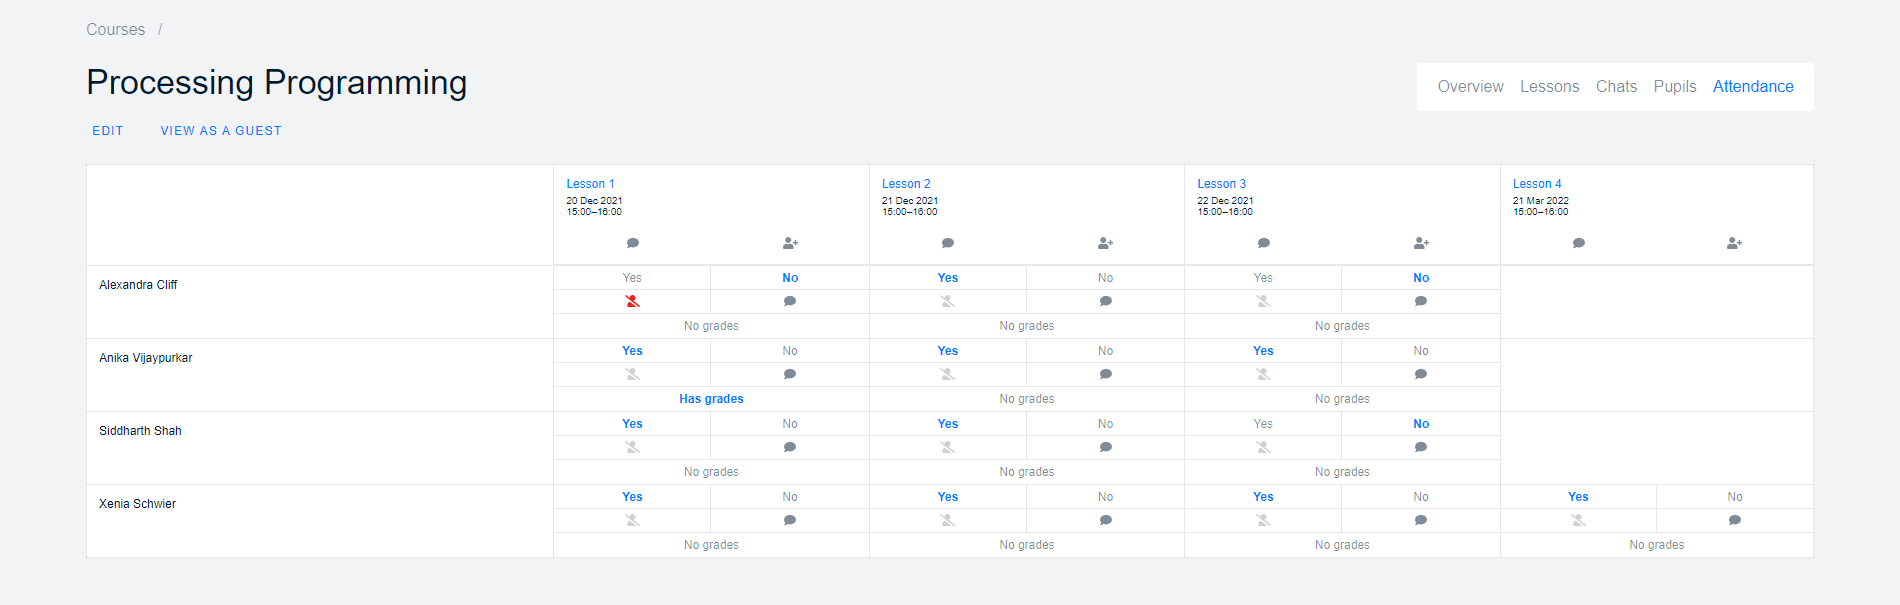 Courses /
Processing Programming
Overview Lessons Chats Pupils Attendance
EDIT VIEW AS A GUEST
Lesson 1 Lesson 2 Lesson 3 Lesson 4
20 Dec 2021 21 Dec 2021 22 Dec 2021 21 Mar 2022
15:00–16:00 15:00–16:00 15:00–16:00 15:00–16:00
Alexandra Cliff Yes No Yes No Yes No
No grades No grades No grades
Anika Vijaypurkar Yes No Yes No Yes No
Has grades No grades No grades
Siddharth Shah Yes No Yes No Yes No
No grades No grades No grades
Xenia Schwier Yes No Yes No Yes No Yes No
No grades No grades No grades No grades